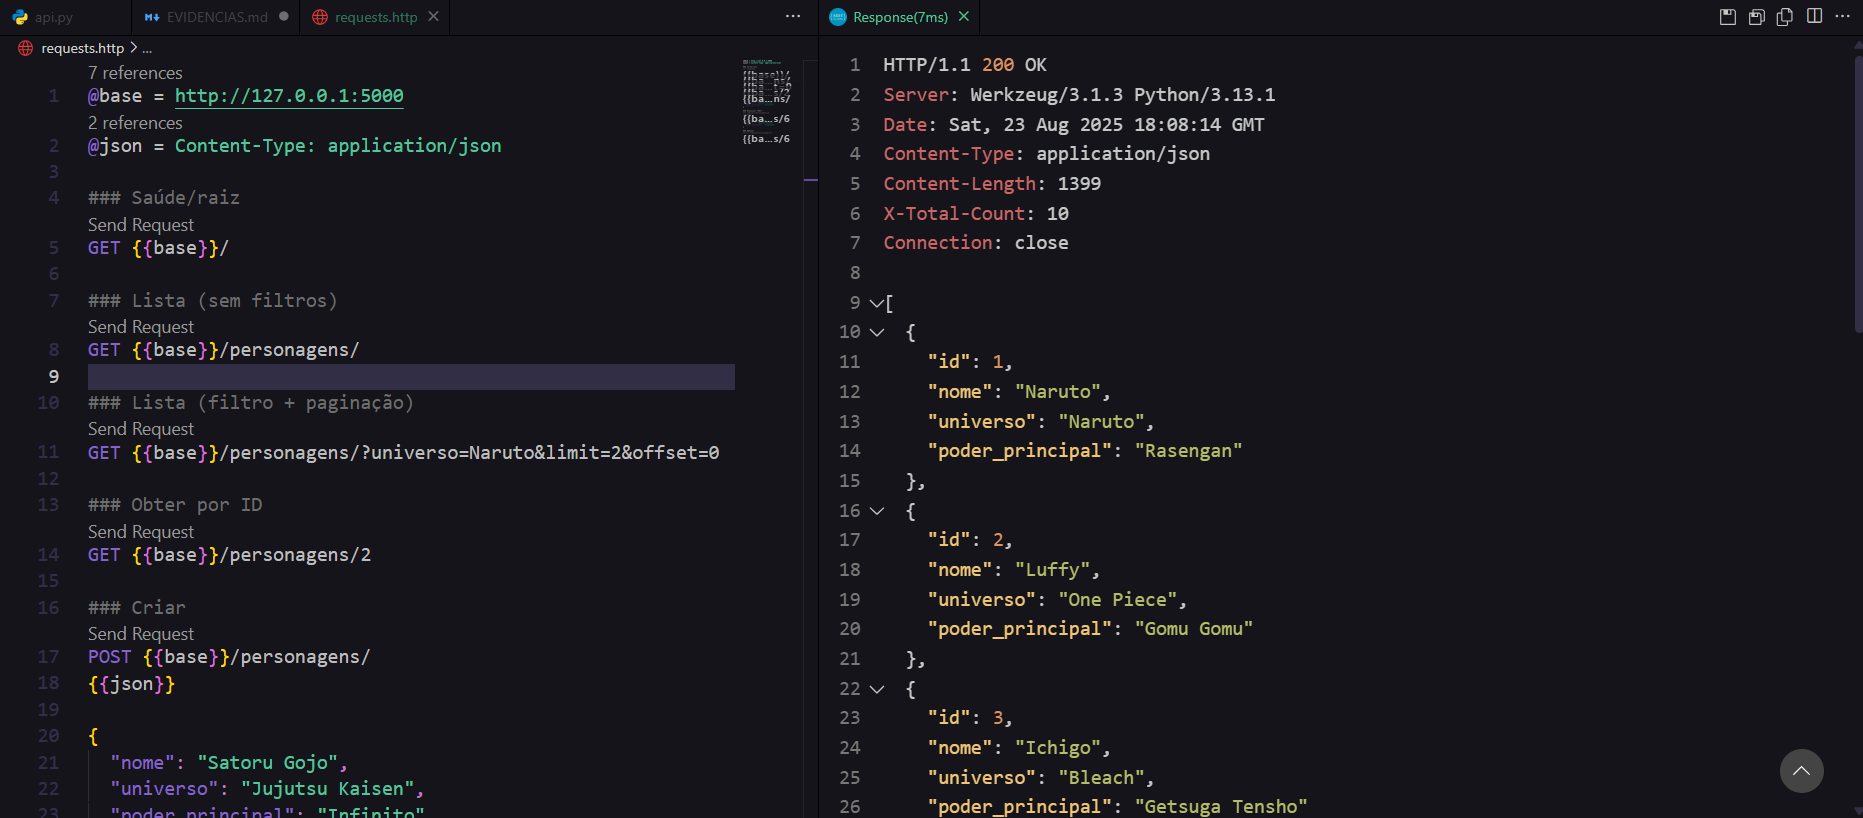 api.py
EVIDENCIAS.md
requests.http
Response(7ms)
requests.http > ...
7 references
1 @base = http://127.0.0.1:5000
2 references
2 @json = Content-Type: application/json
3
4 ### Saúde/raiz
Send Request
5 GET {{base}}/
6
7 ### Lista (sem filtros)
Send Request
8 GET {{base}}/personagens/
9
10 ### Lista (filtro + paginação)
Send Request
11 GET {{base}}/personagens/?universo=Naruto&limit=2&offset=0
12
13 ### Obter por ID
Send Request
14 GET {{base}}/personagens/2
15
16 ### Criar
Send Request
17 POST {{base}}/personagens/
18 {{json}}
19
20 {
21 "nome": "Satoru Gojo",
22 "universo": "Jujutsu Kaisen",
23 "poder_principal": "Infinito"
1 HTTP/1.1 200 OK
2 Server: Werkzeug/3.1.3 Python/3.13.1
3 Date: Sat, 23 Aug 2025 18:08:14 GMT
4 Content-Type: application/json
5 Content-Length: 1399
6 X-Total-Count: 10
7 Connection: close
8
9 [
10 {
11 "id": 1,
12 "nome": "Naruto",
13 "universo": "Naruto",
14 "poder_principal": "Rasengan"
15 },
16 {
17 "id": 2,
18 "nome": "Luffy",
19 "universo": "One Piece",
20 "poder_principal": "Gomu Gomu"
21 },
22 {
23 "id": 3,
24 "nome": "Ichigo",
25 "universo": "Bleach",
26 "poder_principal": "Getsuga Tensho"